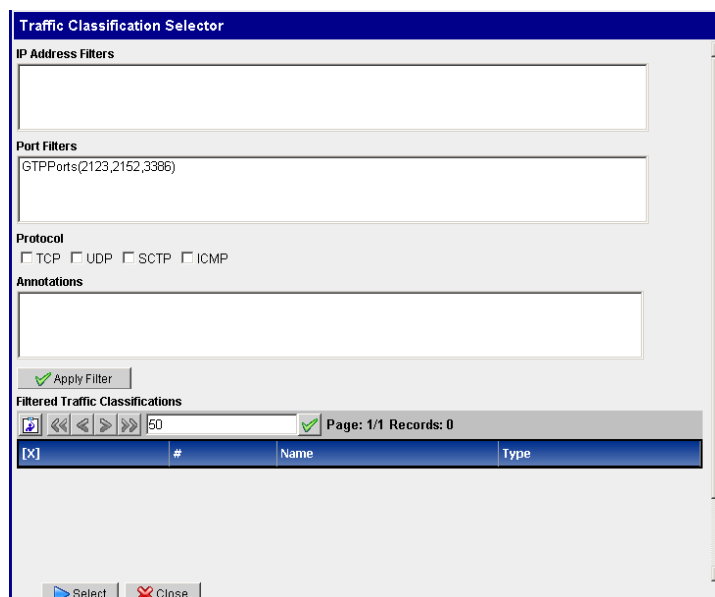 Traffic Classification Selector
IP Address Filters
Port Filters
GTPPorts(2123,2152,3386)
Protocol
TCP UDP SCTP ICMP
Annotations
Apply Filter
Filtered Traffic Classifications
50 Page: 1/1 Records: 0
[X] # Name Type
Select Close